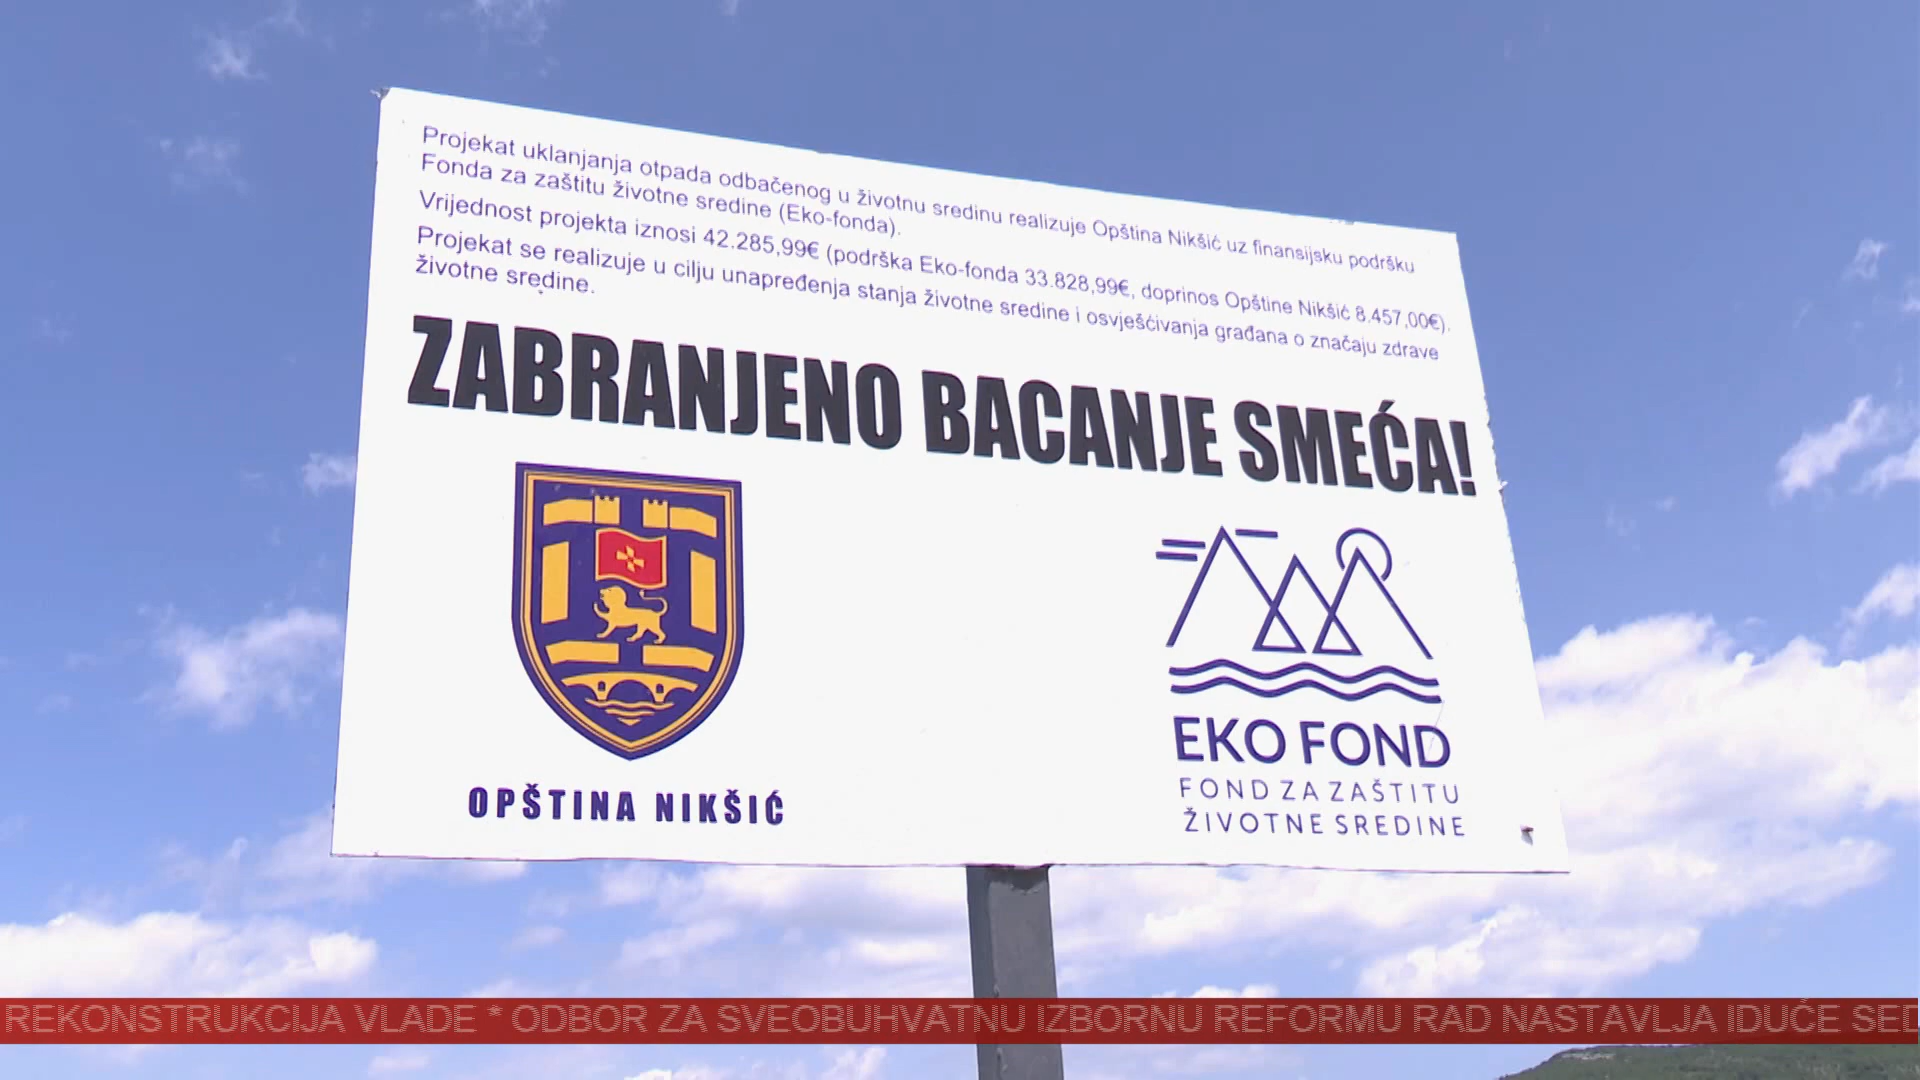 Projekat uklanjanja otpada odbačenog u životnu sredinu realizuje Opština Nikšić uz finansijsku podršku
Fonda za zaštitu životne sredine (Eko-fonda).
Vrijednost projekta iznosi 42.285,99€ (podrška Eko-fonda 33.828,99€, doprinos Opštine Nikšić 8.457,00€).
Projekat se realizuje u cilju unapređenja stanja životne sredine i osvješćivanja građana o značaju zdrave
životne sredine.
ZABRANJENO BACANJE SMEĆA!
OPŠTINA NIKŠIĆ
EKO FOND
FOND ZA ZAŠTITU
ŽIVOTNE SREDINE
REKONSTRUKCIJA VLADE * ODBOR ZA SVEOBUHVATNU IZBORNU REFORMU RAD NASTAVLJA IDUĆE SED